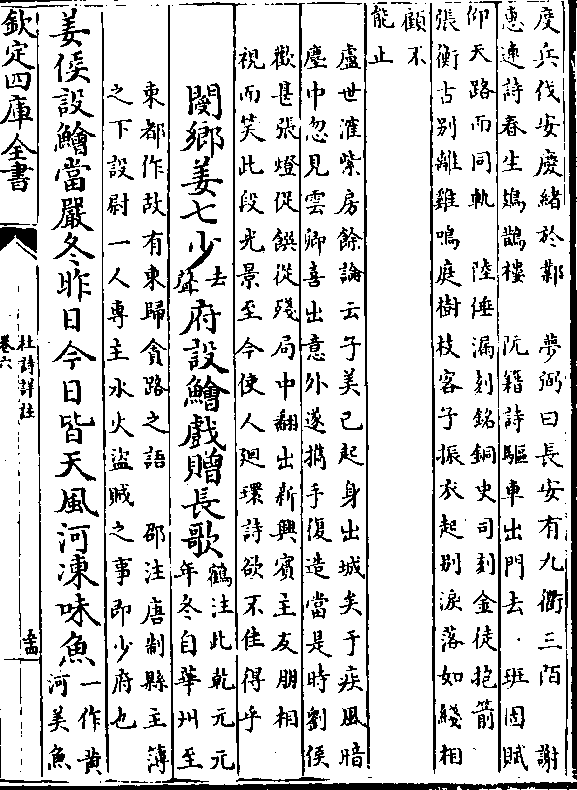 度兵伐安慶緒於鄴　夢弼曰長安有九衢三陌　謝
惠連詩春生鳷鵲樓　阮籍詩驅車出門去　班固賦
仰天路而同軌　陸倕漏刻銘銅史司刻金徒抱箭
張衡古别離雞鳴庭樹枝客子振衣起别淚落如綫相
顧不
能止
盧世㴶紫房餘論云子美已起身出城矣于疾風暗
塵中忽見雲卿喜出意外遂擕手復造當是時劉侯
歡甚張燈促饌從殘局中翻出新興賓主友朋相
視而笑此段光景至今使人廻環詩欲不佳得乎
閿鄉姜七少去聲府設鱠戲贈長歌鶴注此乾元元年冬自華州至
東都作故有東歸貪路之語　邵注唐制縣主簿
之下設尉一人專主水火盜賊之事即少府也
姜侯設鱠當嚴冬昨日今日皆天風河凍味魚一作黄河美魚
欽定四庫全書
杜詩詳註
卷六